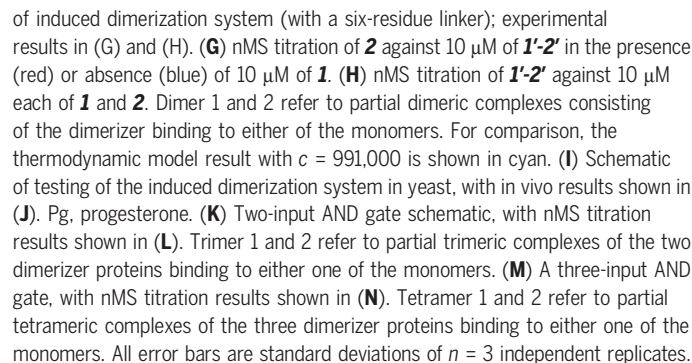 of induced dimerization system (with a six-residue linker); experimental
results in (G) and (H). (G) nMS titration of 2 against 10 μM of 1′-2′ in the presence
(red) or absence (blue) of 10 μM of 1. (H) nMS titration of 1′-2′ against 10 μM
each of 1 and 2. Dimer 1 and 2 refer to partial dimeric complexes consisting
of the dimerizer binding to either of the monomers. For comparison, the
thermodynamic model result with c = 991,000 is shown in cyan. (I) Schematic
of testing of the induced dimerization system in yeast, with in vivo results shown in
(J). Pg, progesterone. (K) Two-input AND gate schematic, with nMS titration
results shown in (L). Trimer 1 and 2 refer to partial trimeric complexes of the two
dimerizer proteins binding to either one of the monomers. (M) A three-input AND
gate, with nMS titration results shown in (N). Tetramer 1 and 2 refer to partial
tetrameric complexes of the three dimerizer proteins binding to either one of the
monomers. All error bars are standard deviations of n = 3 independent replicates.